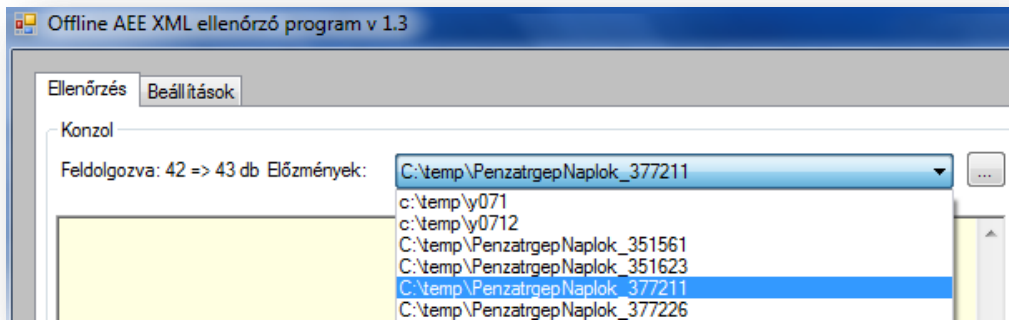 Offline AEE XML ellenőrző program v 1.3
Ellenőrzés Beállítások
Konzol
Feldolgozva: 42 => 43 db Előzmények: C:\temp\PenzatrgepNaplok_377211 ...
c:\temp\y071
c:\temp\y0712
C:\temp\PenzatrgepNaplok_351561
C:\temp\PenzatrgepNaplok_351623
C:\temp\PenzatrgepNaplok_377211
C:\temp\PenzatrgepNaplok_377226